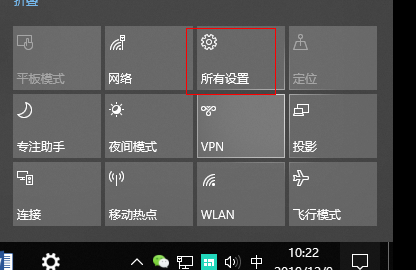 折叠
平板模式 网络 所有设置 定位
专注助手 夜间模式 VPN 投影
连接 移动热点 WLAN 飞行模式
中 10:22